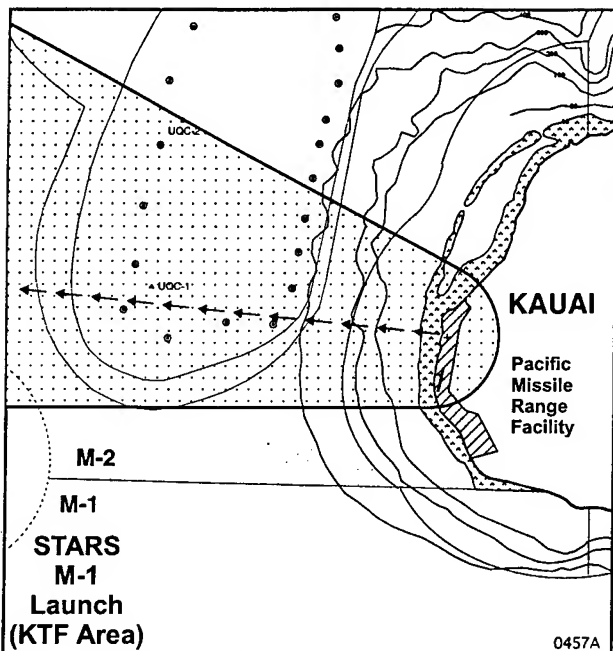 UQC-2
UQC-1
KAUAI
Pacific
Missile
Range
Facility
M-2
M-1
STARS
M-1
Launch
(KTF Area)
0457A